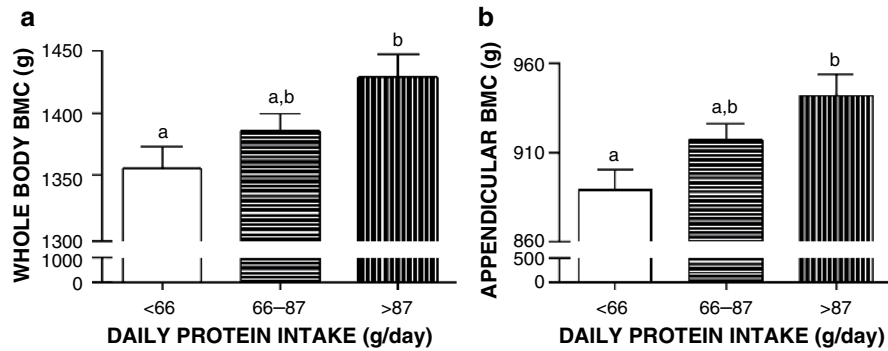 a
WHOLE BODY BMC (g)
1450
1400
1350
1300
1000
0
a
a,b
b
<66
66–87
>87
DAILY PROTEIN INTAKE (g/day)
b
APPENDICULAR BMC (g)
960
910
860
500
0
a
a,b
b
<66
66–87
>87
DAILY PROTEIN INTAKE (g/day)